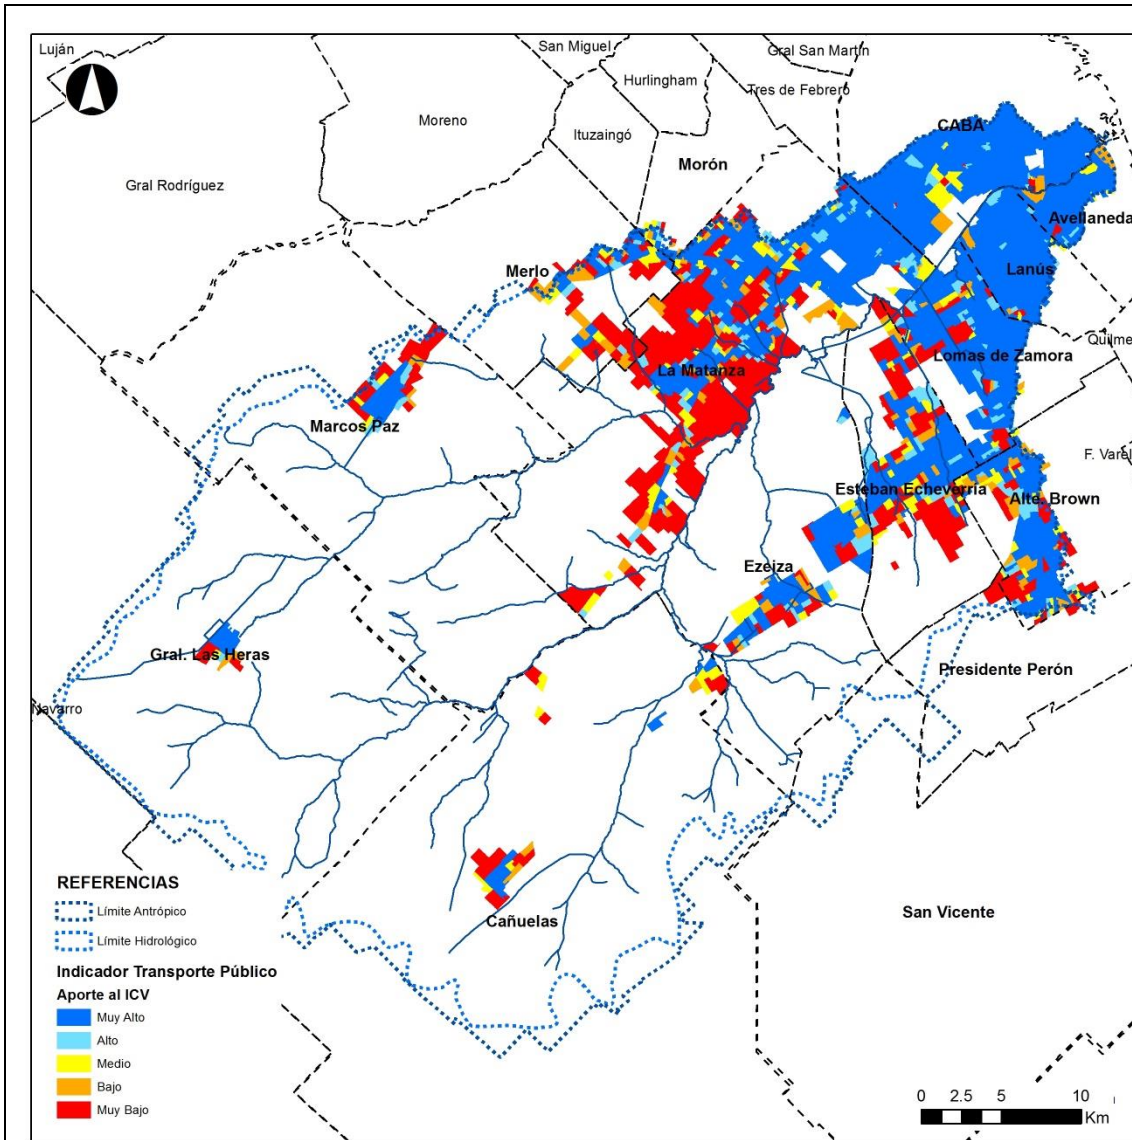 Luján
San Miguel
Gral San Martín
Hurlingham
Tres de Febrero
Moreno
Ituzaingó
CABA
Morón
Gral Rodríguez
Avellaneda
Merlo
Lanús
Quilme
Lomas de Zamora
La Matanza
Marcos Paz
F. Varel
Esteban Echeverría
Alte. Brown
Ezeiza
Gral. Las Heras
Presidente Perón
Navarro
REFERENCIAS
Límite Antrópico
Límite Hidrológico
Cañuelas
San Vicente
Indicador Transporte Público
Aporte al ICV
Muy Alto
Alto
Medio
Bajo
Muy Bajo
0 2.5 5 10
Km